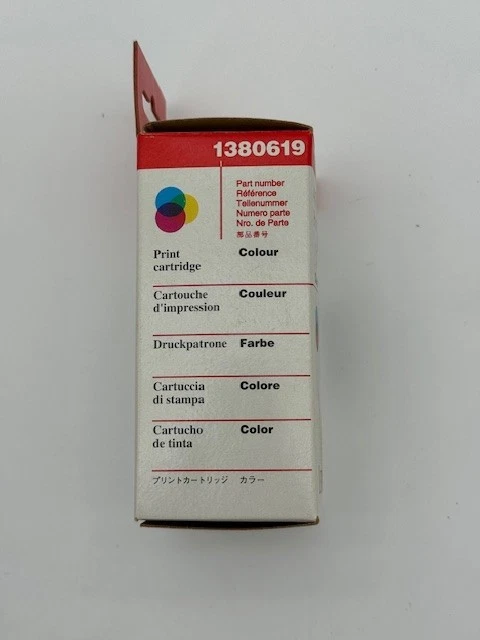 1380619
Part number
Référence
Teilenummer
Numero parte
Nro. de Parte
部品番号
Print Colour
cartridge
Cartouche Couleur
d'impression
Druckpatrone Farbe
Cartuccia Colore
di stampa
Cartucho Color
de tinta
プリントカートリッジ カラー